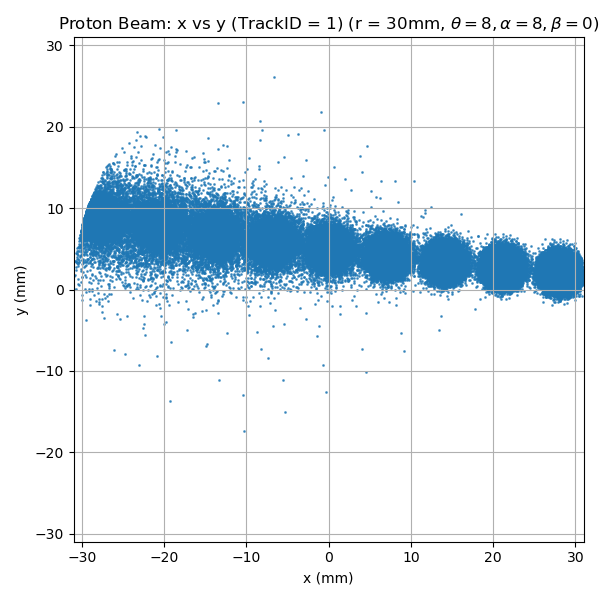 Proton Beam: x vs y (TrackID = 1) (r = 30mm, θ = 8, α = 8, β = 0)
30
20
10
0
−10
−20
−30
y (mm)
−30 −20 −10 0 10 20 30
x (mm)